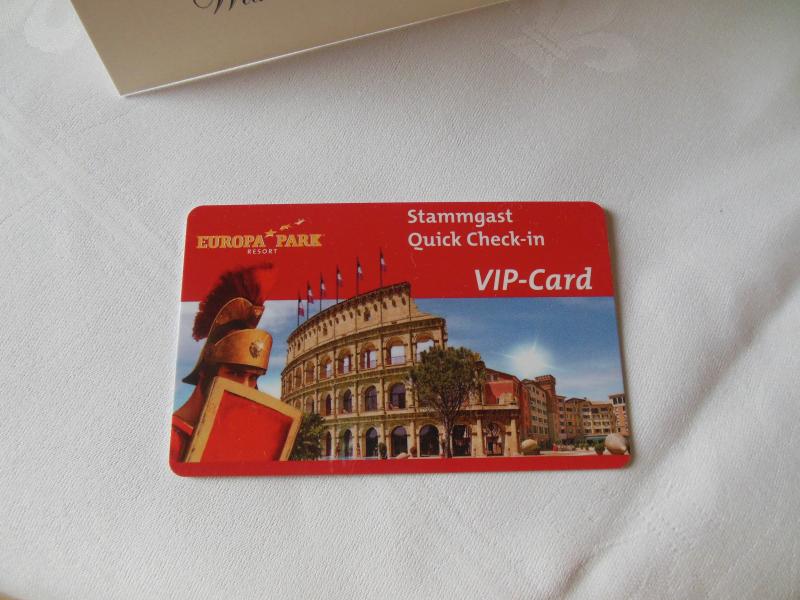 Stammgast
Quick Check-in
EUROPA PARK
RESORT
VIP-Card